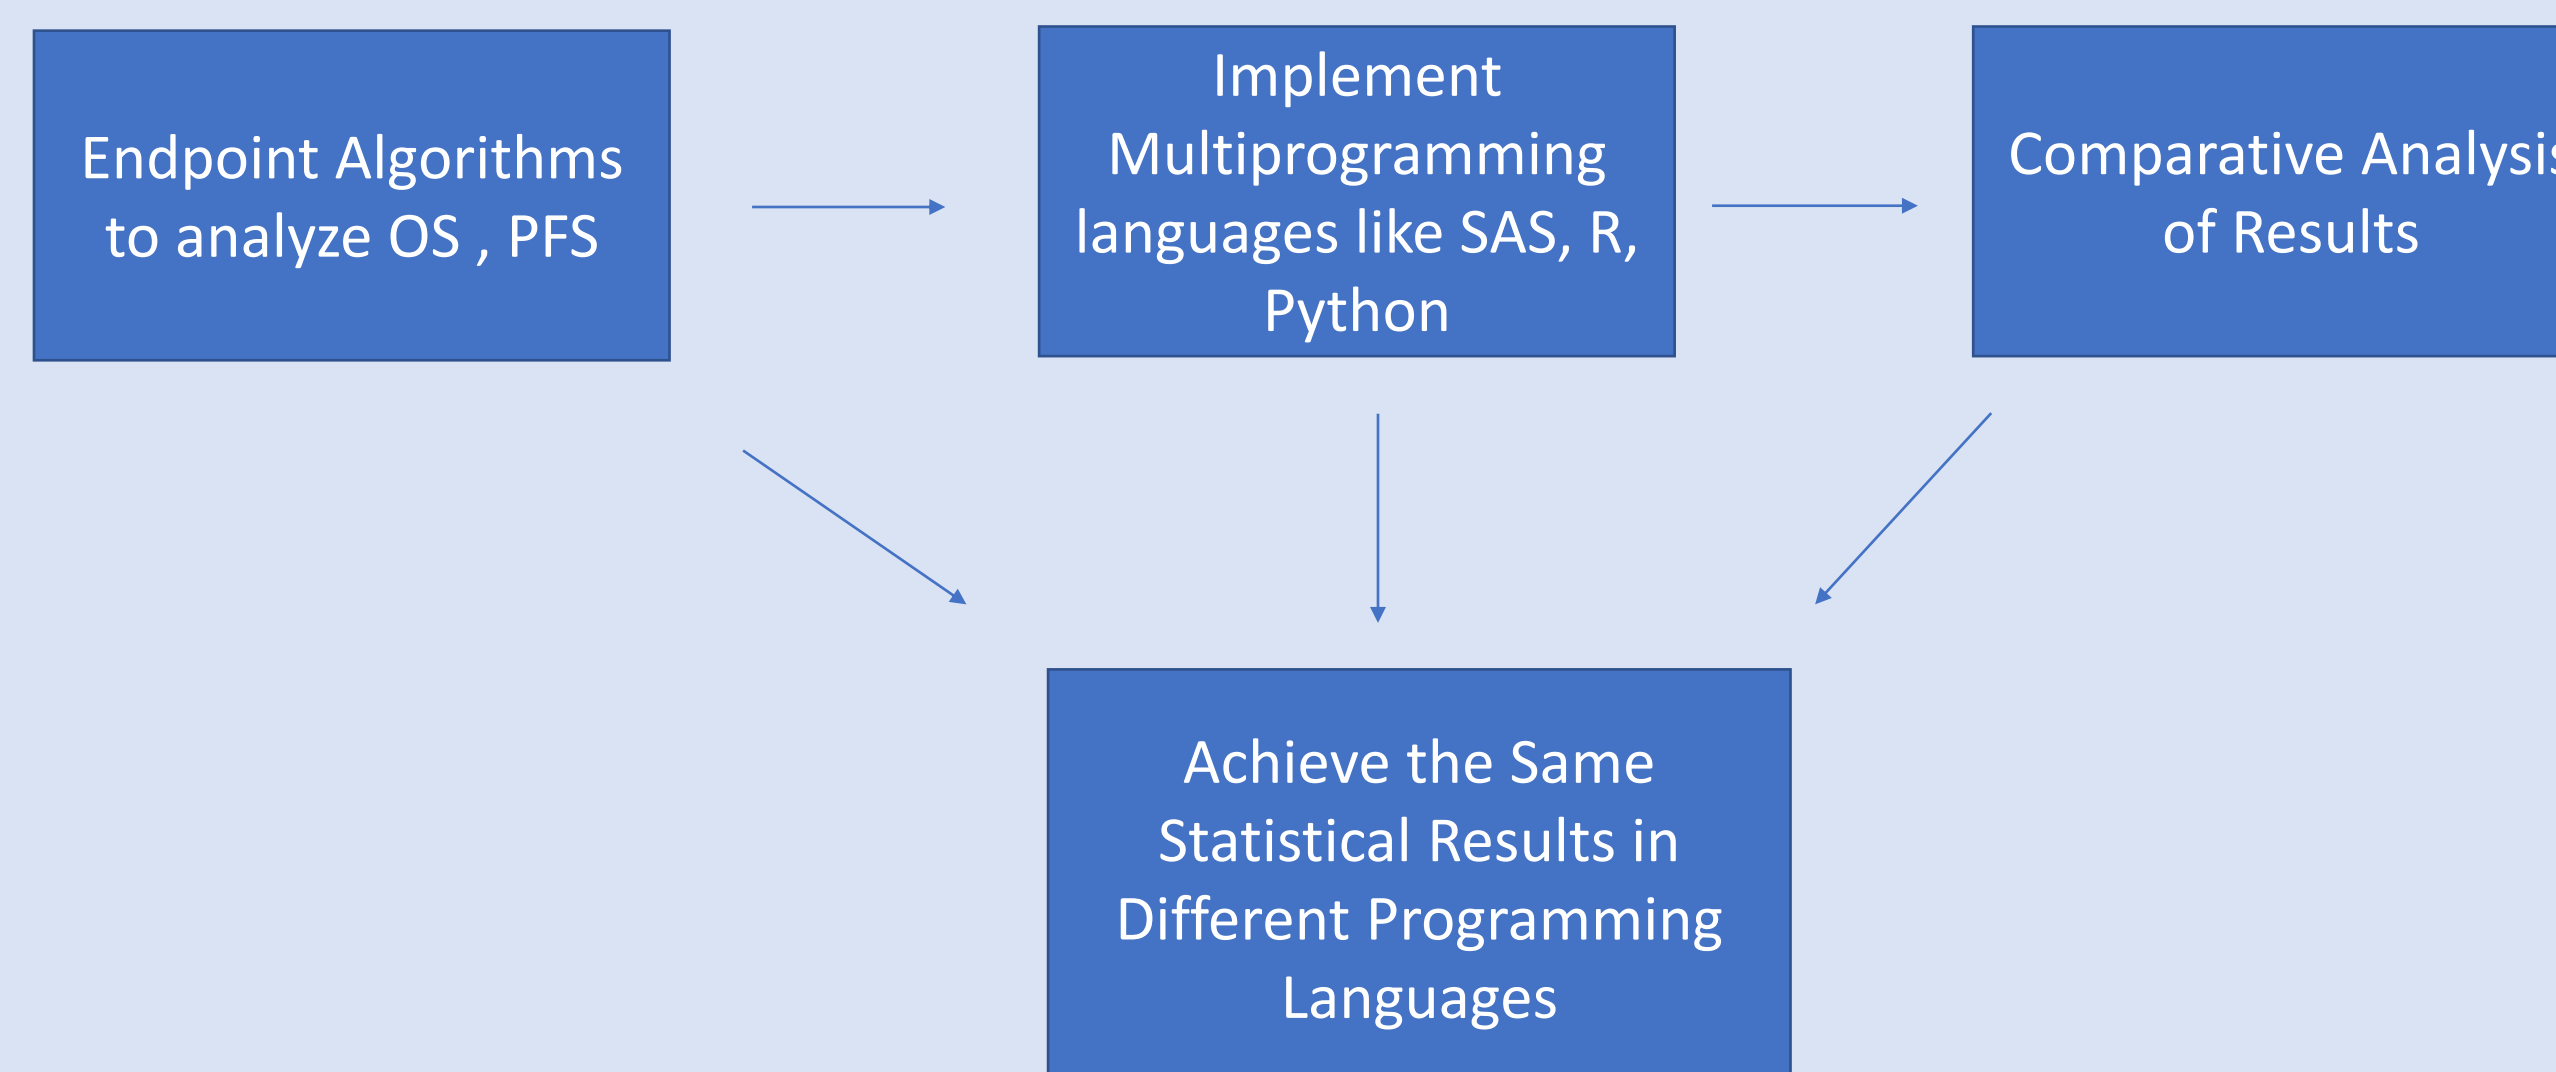 Endpoint Algorithms
to analyze OS , PFS
Implement
Multiprogramming
languages like SAS, R,
Python
Comparative Analysis
of Results
Achieve the Same
Statistical Results in
Different Programming
Languages